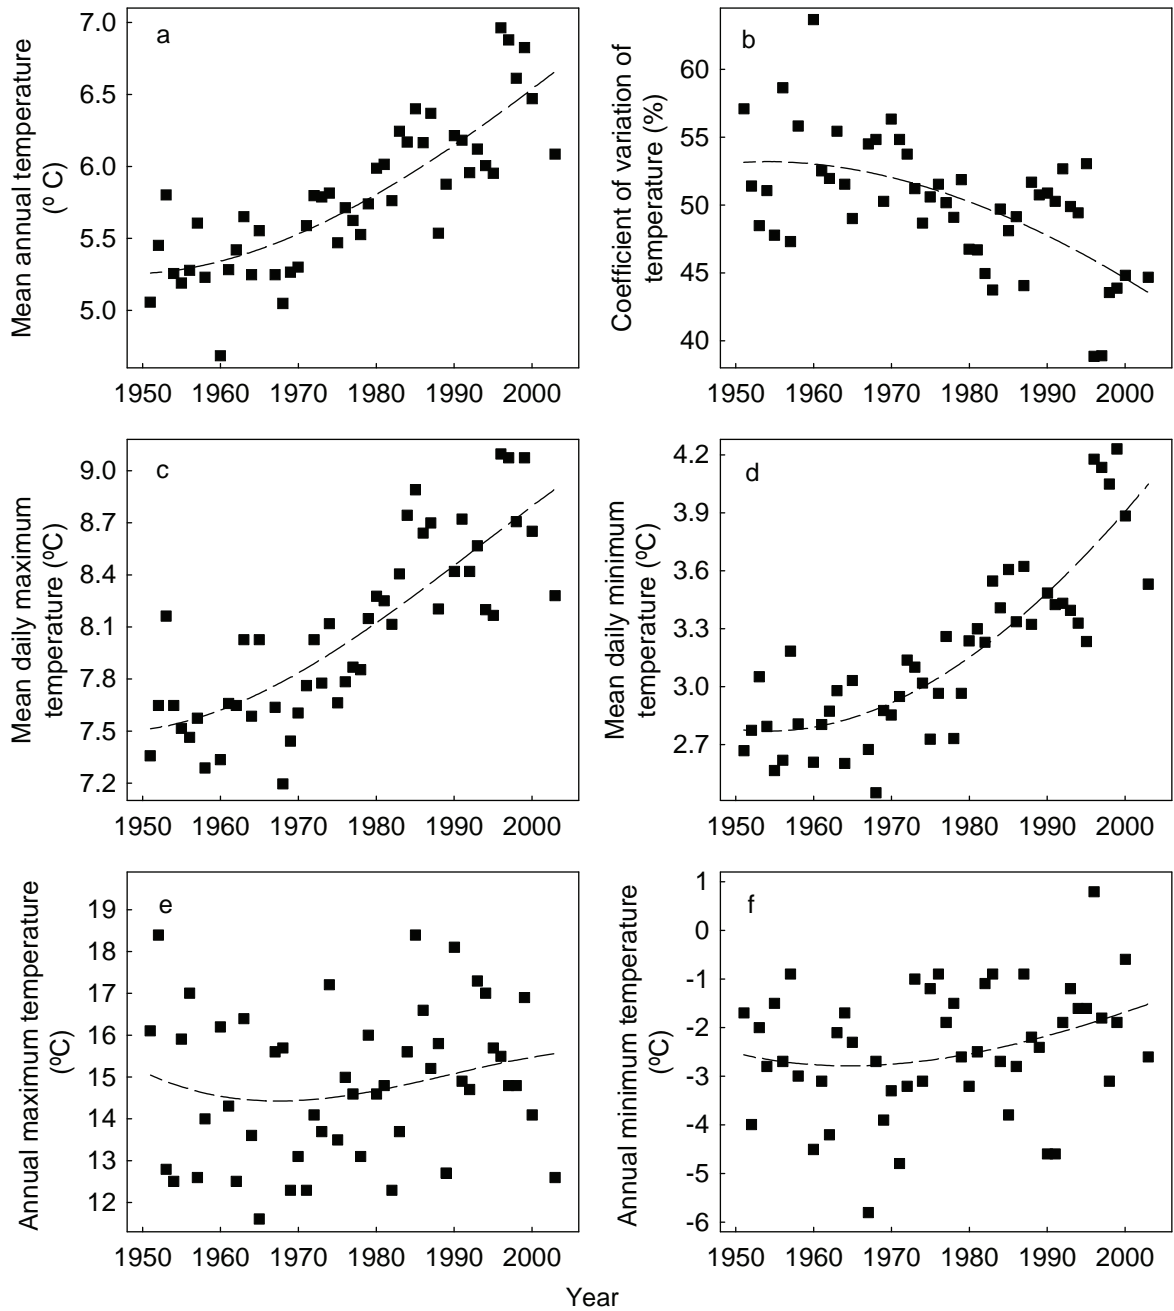 a
Mean annual temperature
(º C)
7.0
6.5
6.0
5.5
5.0
1950 1960 1970 1980 1990 2000
b
Coefficient of variation of
temperature (%)
60
55
50
45
40
1950 1960 1970 1980 1990 2000
c
Mean daily maximum
temperature (ºC)
9.0
8.7
8.4
8.1
7.8
7.5
7.2
1950 1960 1970 1980 1990 2000
d
Mean daily minimum
temperature (ºC)
4.2
3.9
3.6
3.3
3.0
2.7
1950 1960 1970 1980 1990 2000
e
Annual maximum temperature
(ºC)
19
18
17
16
15
14
13
12
1950 1960 1970 1980 1990 2000
f
Annual minimum temperature
(ºC)
1
0
-1
-2
-3
-4
-5
-6
1950 1960 1970 1980 1990 2000
Year